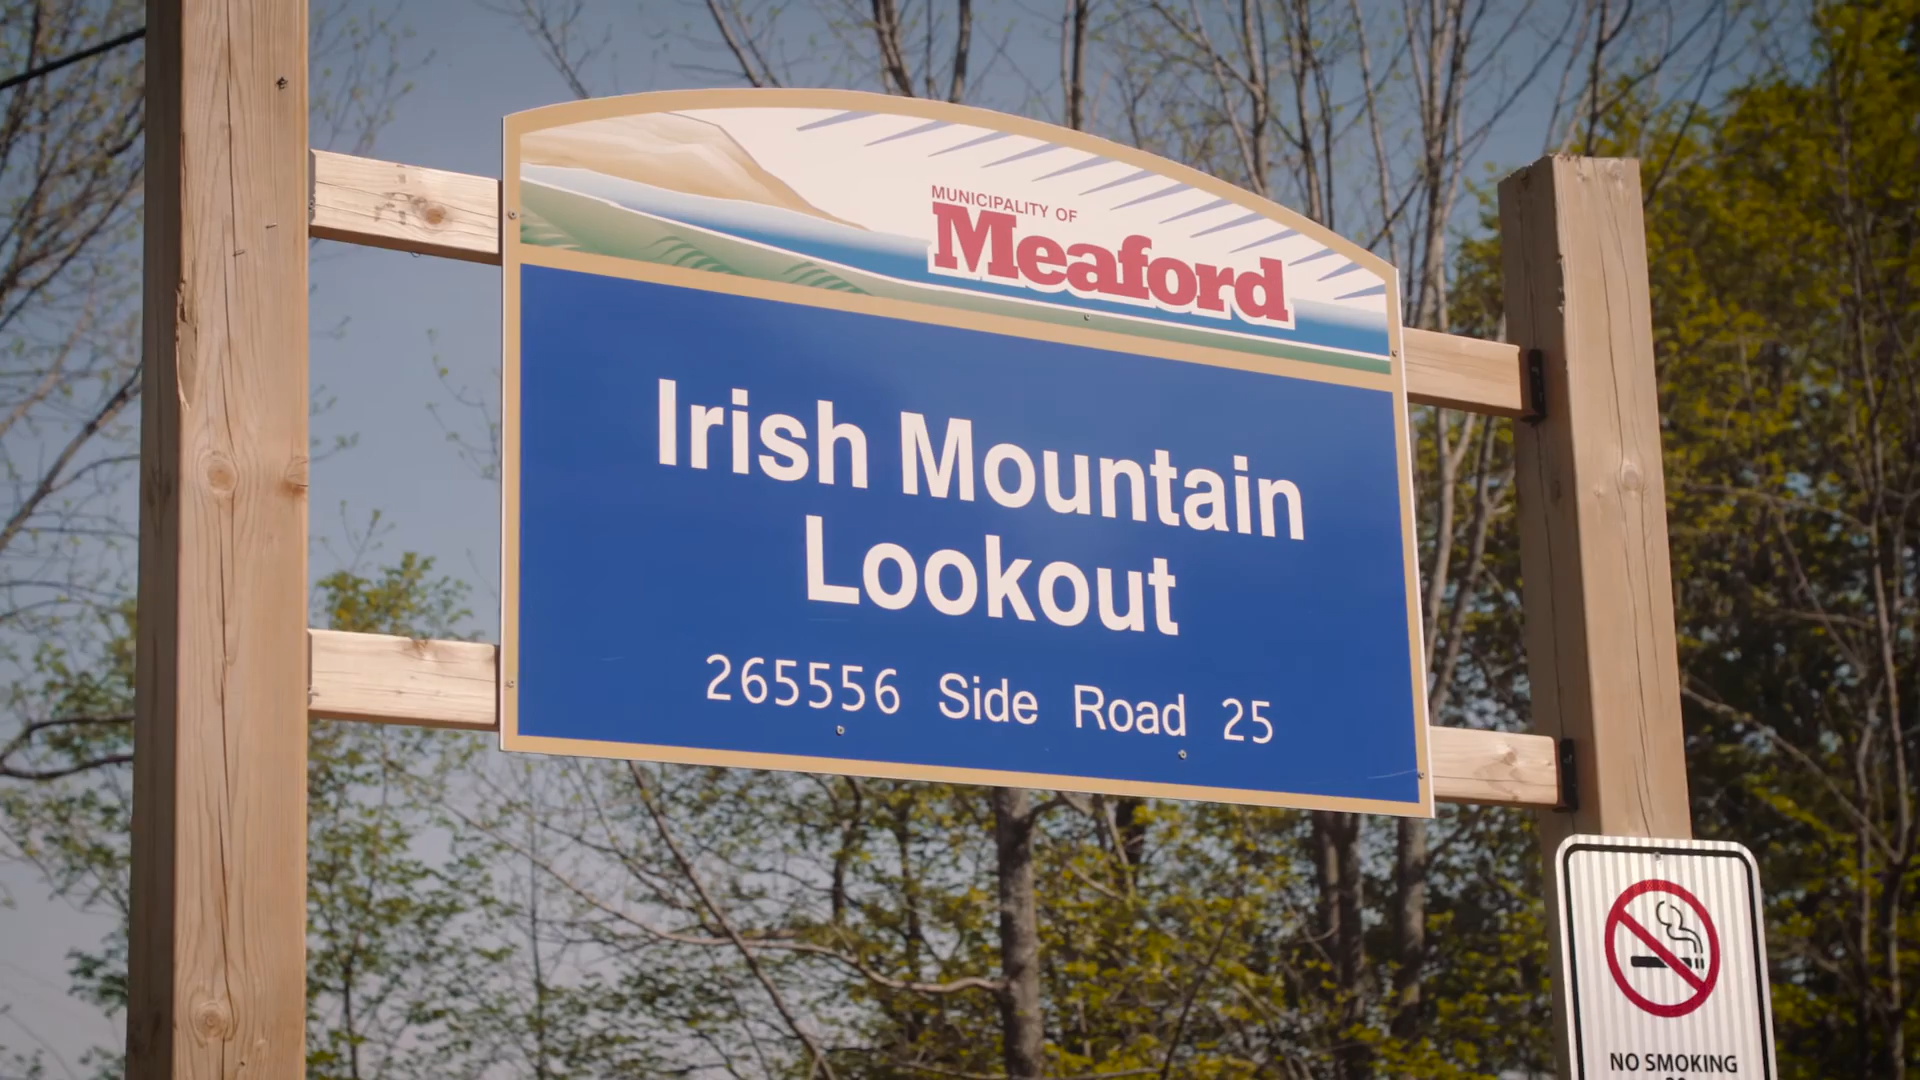 MUNICIPALITY OF
Meaford
Irish Mountain
Lookout
265556 Side Road 25
NO SMOKING